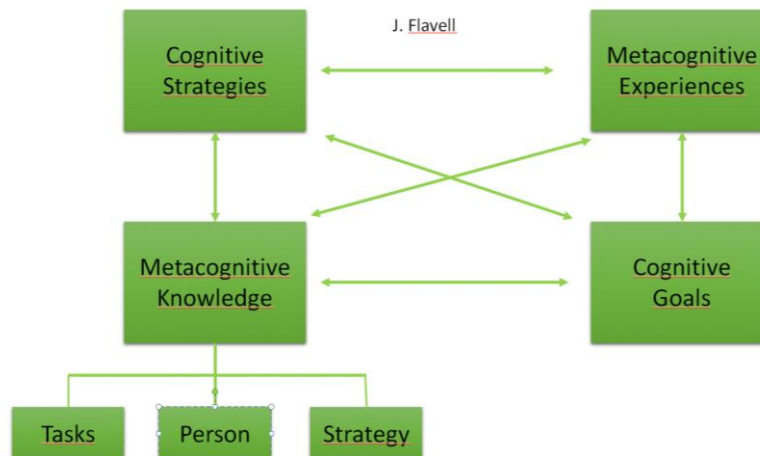 J. Flavell
Cognitive
Strategies
Metacognitive
Experiences
Metacognitive
Knowledge
Cognitive
Goals
Tasks
Person
Strategy